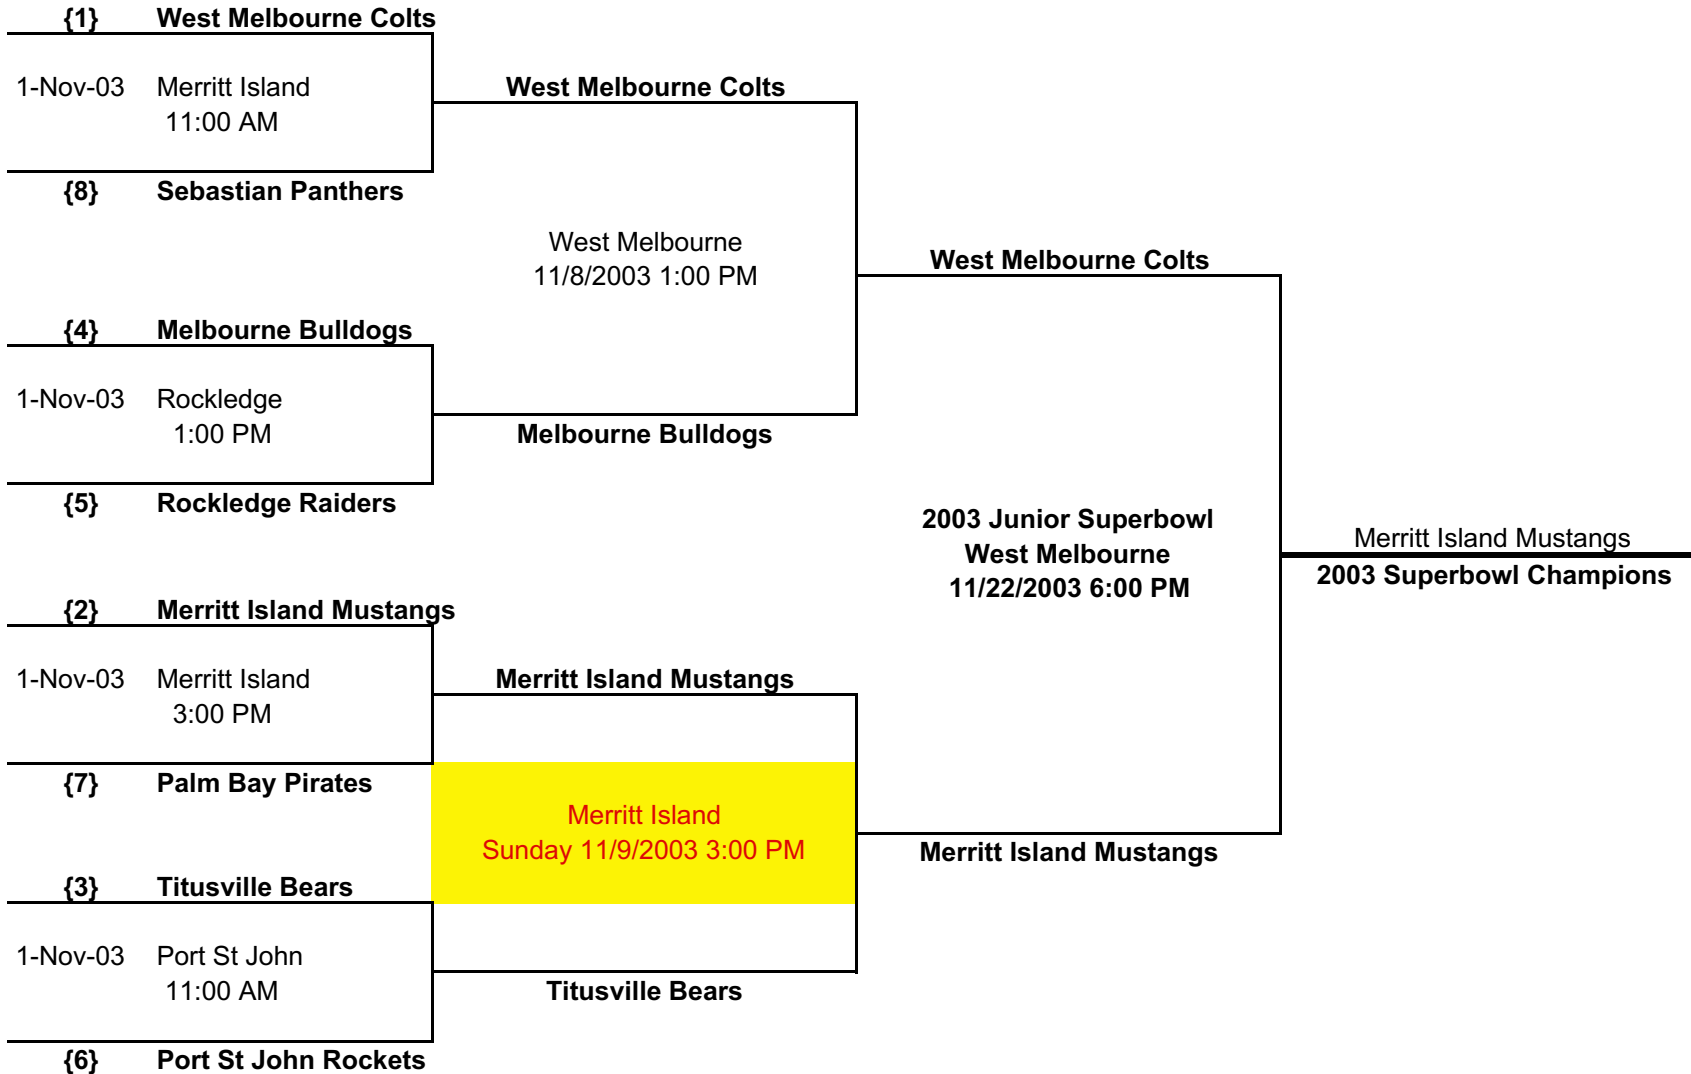 {1} West Melbourne Colts
1-Nov-03 Merritt Island
11:00 AM
{8} Sebastian Panthers
{4} Melbourne Bulldogs
1-Nov-03 Rockledge
1:00 PM
{5} Rockledge Raiders
{2} Merritt Island Mustangs
1-Nov-03 Merritt Island
3:00 PM
{7} Palm Bay Pirates
{3} Titusville Bears
1-Nov-03 Port St John
11:00 AM
{6} Port St John Rockets
West Melbourne Colts
West Melbourne
11/8/2003 1:00 PM
Melbourne Bulldogs
Merritt Island Mustangs
Merritt Island
Sunday 11/9/2003 3:00 PM
Titusville Bears
West Melbourne Colts
2003 Junior Superbowl
West Melbourne
11/22/2003 6:00 PM
Merritt Island Mustangs
Merritt Island Mustangs
2003 Superbowl Champions